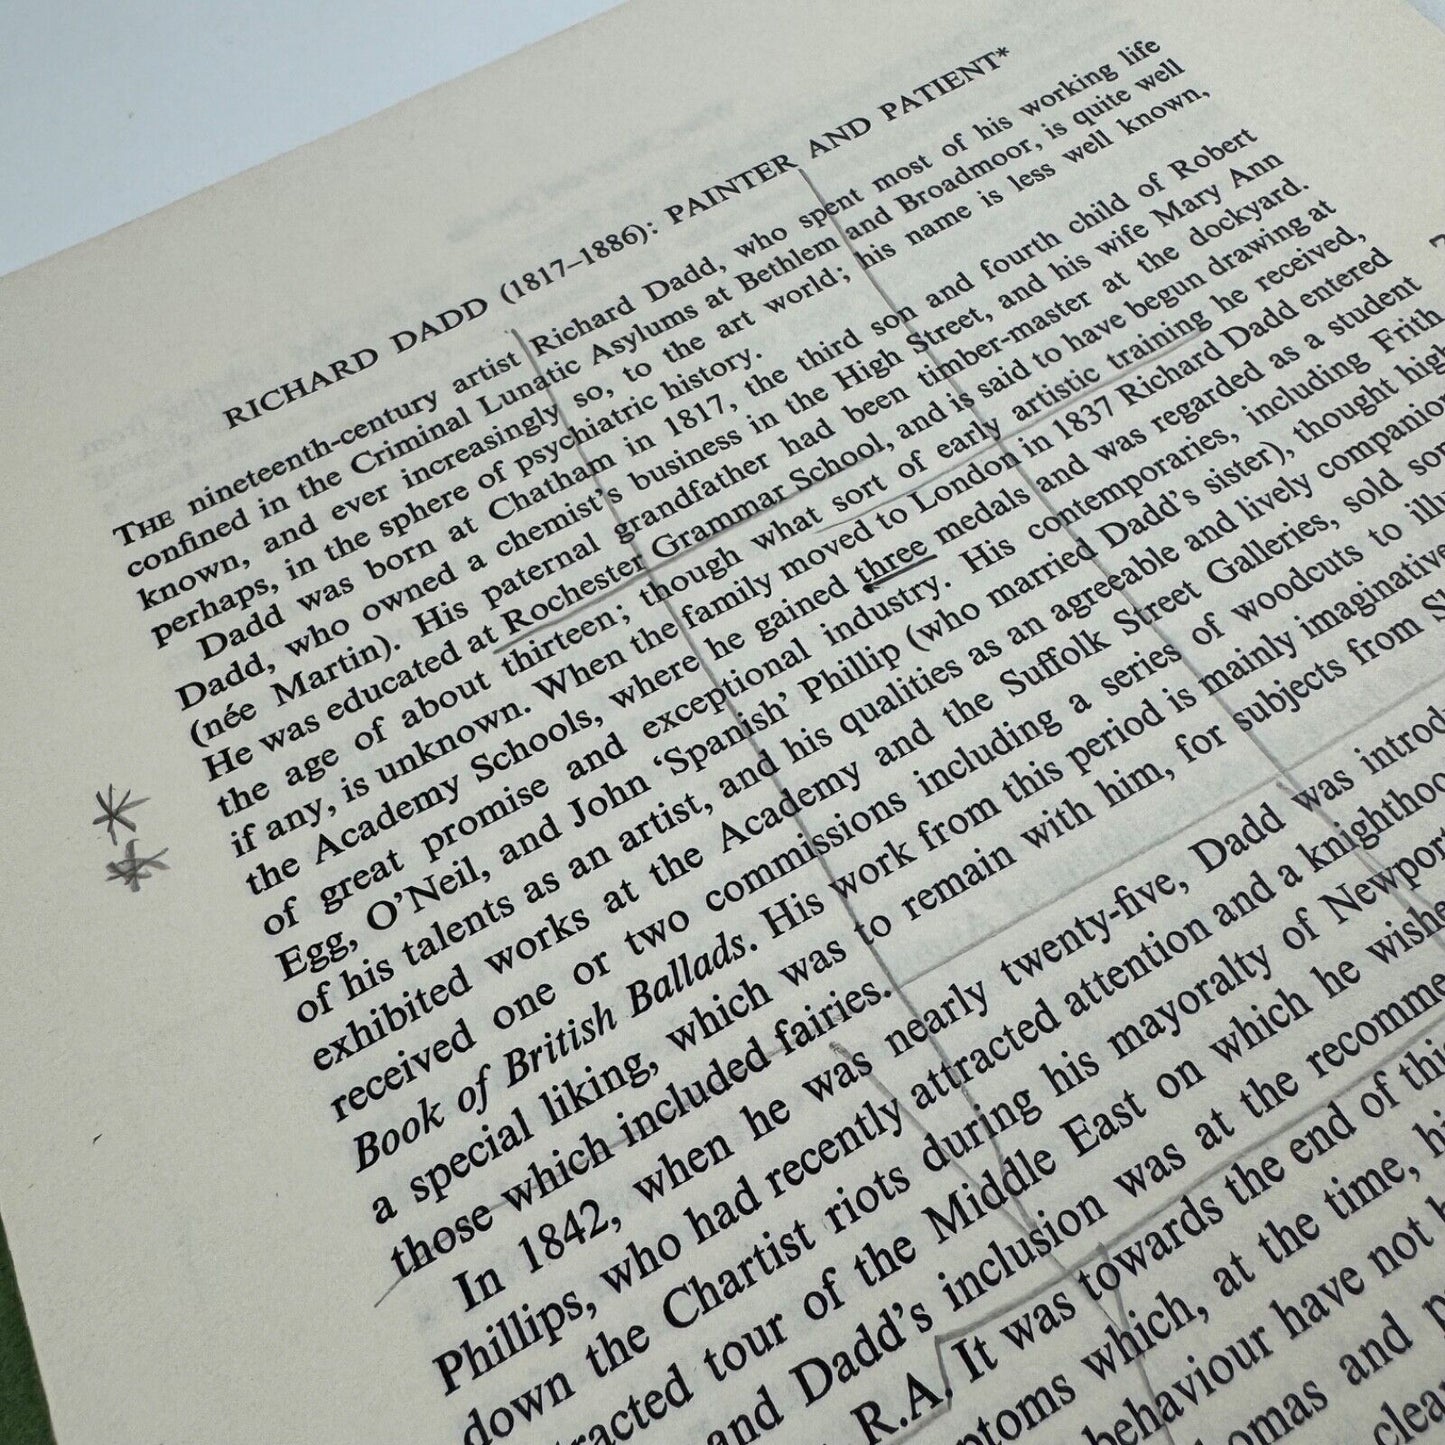 RICHARD DADD (1817–1886): PAINTER AND PATIENT*
THE nineteenth-century artist Richard Dadd, who spent most of his working life
confined in the Criminal Lunatic Asylums at Bethlem and Broadmoor, is quite well
known, and ever increasingly so, to the art world; his name is less well known,
perhaps, in the sphere of psychiatric history.
Dadd was born at Chatham in 1817, the third son and fourth child of Robert
Dadd, who owned a chemist's business in the High Street, and his wife Mary Ann
(née Martin). His paternal grandfather had been timber-master at the dockyard.
He was educated at Rochester Grammar School, and is said to have begun drawing at
the age of about thirteen; though what sort of early artistic training he received,
if any, is unknown. When the family moved to London in 1837 Richard Dadd entered
the Academy Schools, where he gained three medals and was regarded as a student
of great promise and exceptional industry. His contemporaries, including Frith
Egg, O'Neil, and John ‘Spanish’ Phillip (who married Dadd's sister), thought
of his talents as an artist, and his qualities as an agreeable and lively
exhibited works at the Academy and the Suffolk Street Galleries, sold
received one or two commissions including a series of woodcuts to
Book of British Ballads. His work from this period is mainly
a special liking, which was to remain with him, for subjects from
those which included fairies.
In 1842, when he was nearly twenty-five, Dadd was
Phillips, who had recently attracted attention and a
down the Chartist riots during his mayoralty of
tour of the Middle East on which he
and Dadd's inclusion was at the
R.A. It was towards the end of
which, at the time,
behaviour have not
and